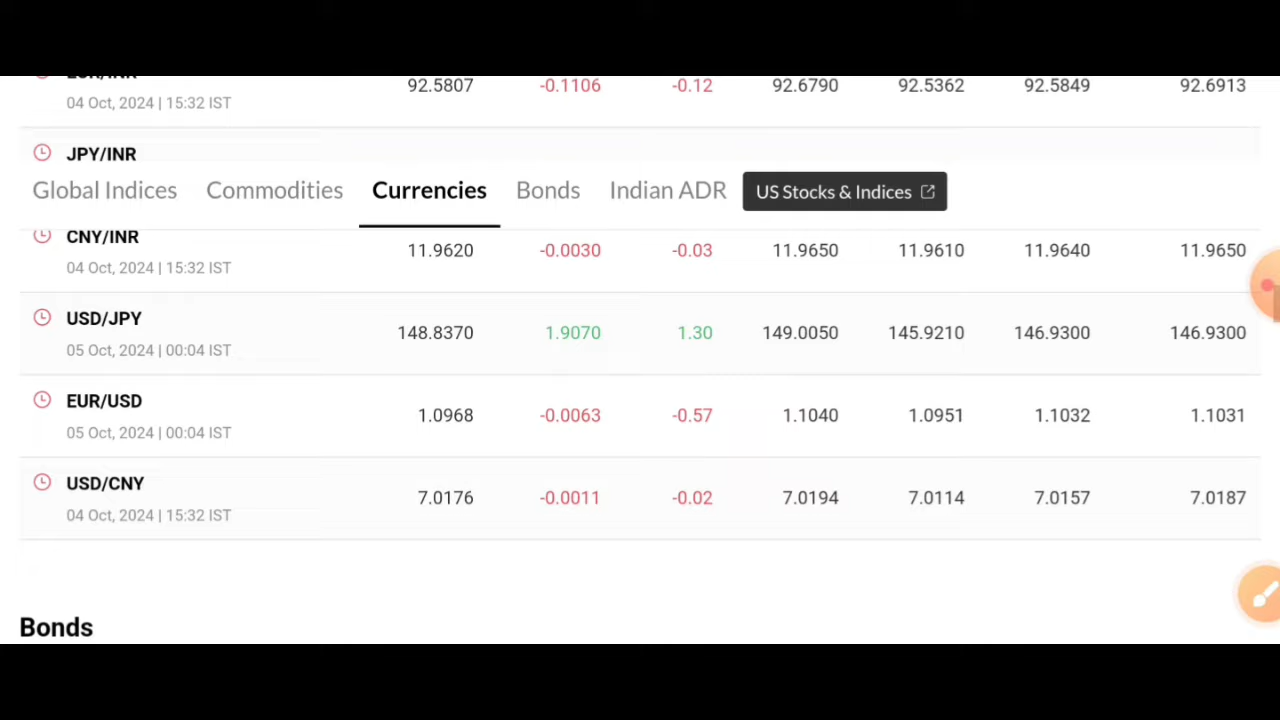 EUR/INR
92.5807 -0.1106 -0.12 92.6790 92.5362 92.5849 92.6913
04 Oct, 2024 | 15:32 IST
JPY/INR
Global Indices Commodities Currencies Bonds Indian ADR US Stocks & Indices
CNY/INR
11.9620 -0.0030 -0.03 11.9650 11.9610 11.9640 11.9650
04 Oct, 2024 | 15:32 IST
USD/JPY
148.8370 1.9070 1.30 149.0050 145.9210 146.9300 146.9300
05 Oct, 2024 | 00:04 IST
EUR/USD
1.0968 -0.0063 -0.57 1.1040 1.0951 1.1032 1.1031
05 Oct, 2024 | 00:04 IST
USD/CNY
7.0176 -0.0011 -0.02 7.0194 7.0114 7.0157 7.0187
04 Oct, 2024 | 15:32 IST
Bonds